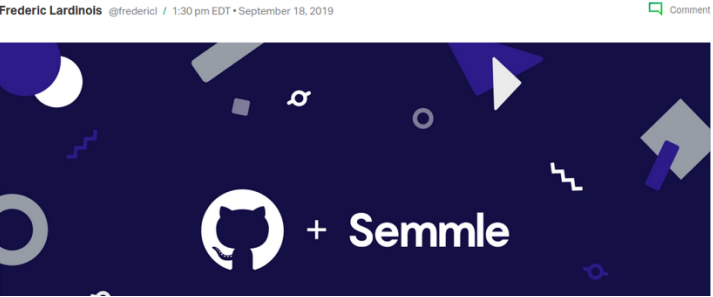 Frederic Lardinois @fredericl / 1:30 pm EDT • September 18, 2019 Comment
+ Semmle